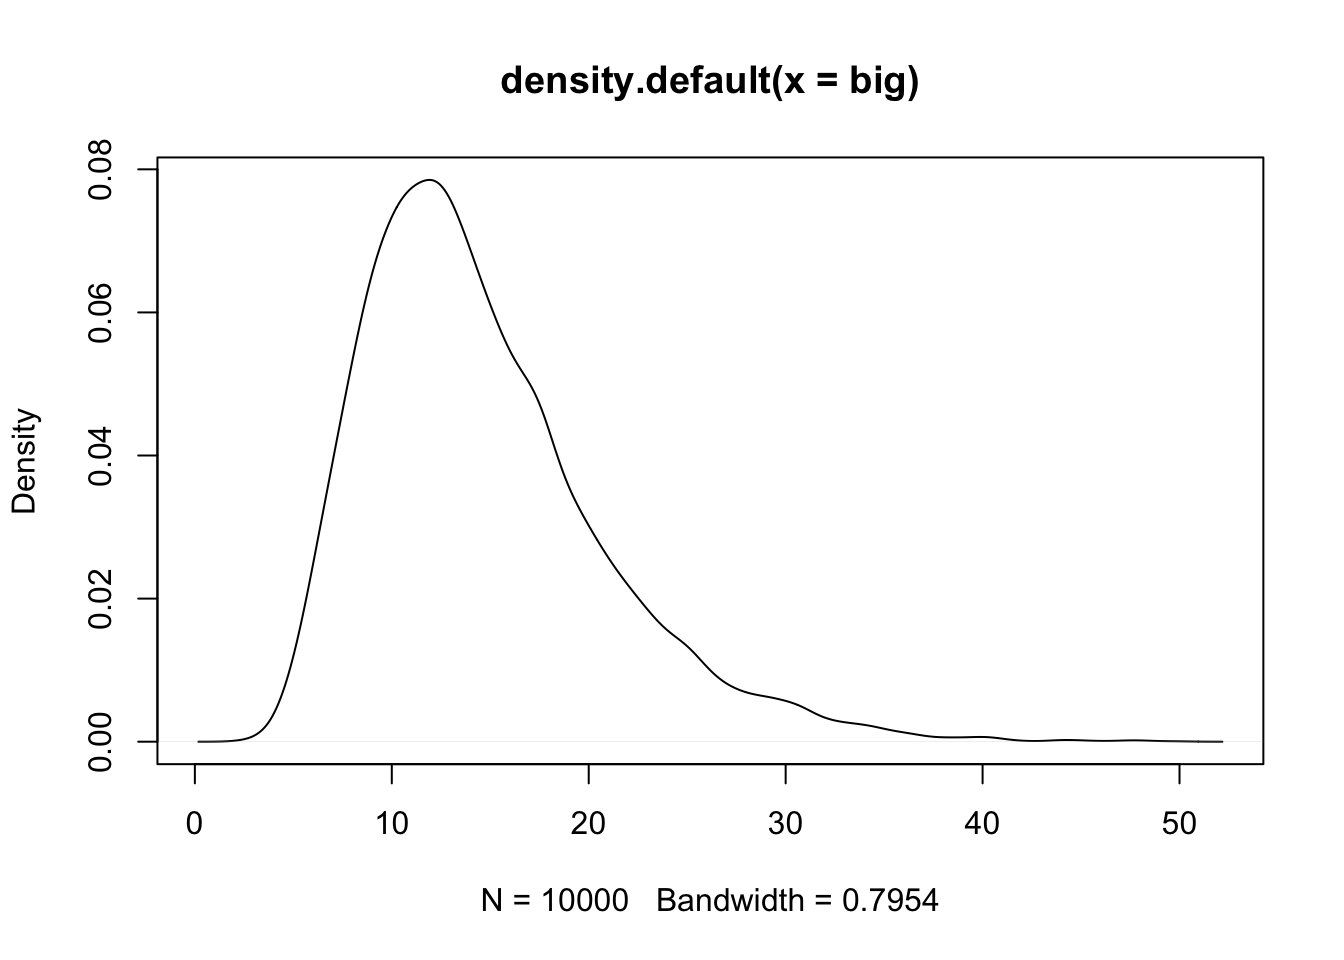 density.default(x = big)
Density
0.08
0.06
0.04
0.02
0.00
0 10 20 30 40 50
N = 10000 Bandwidth = 0.7954